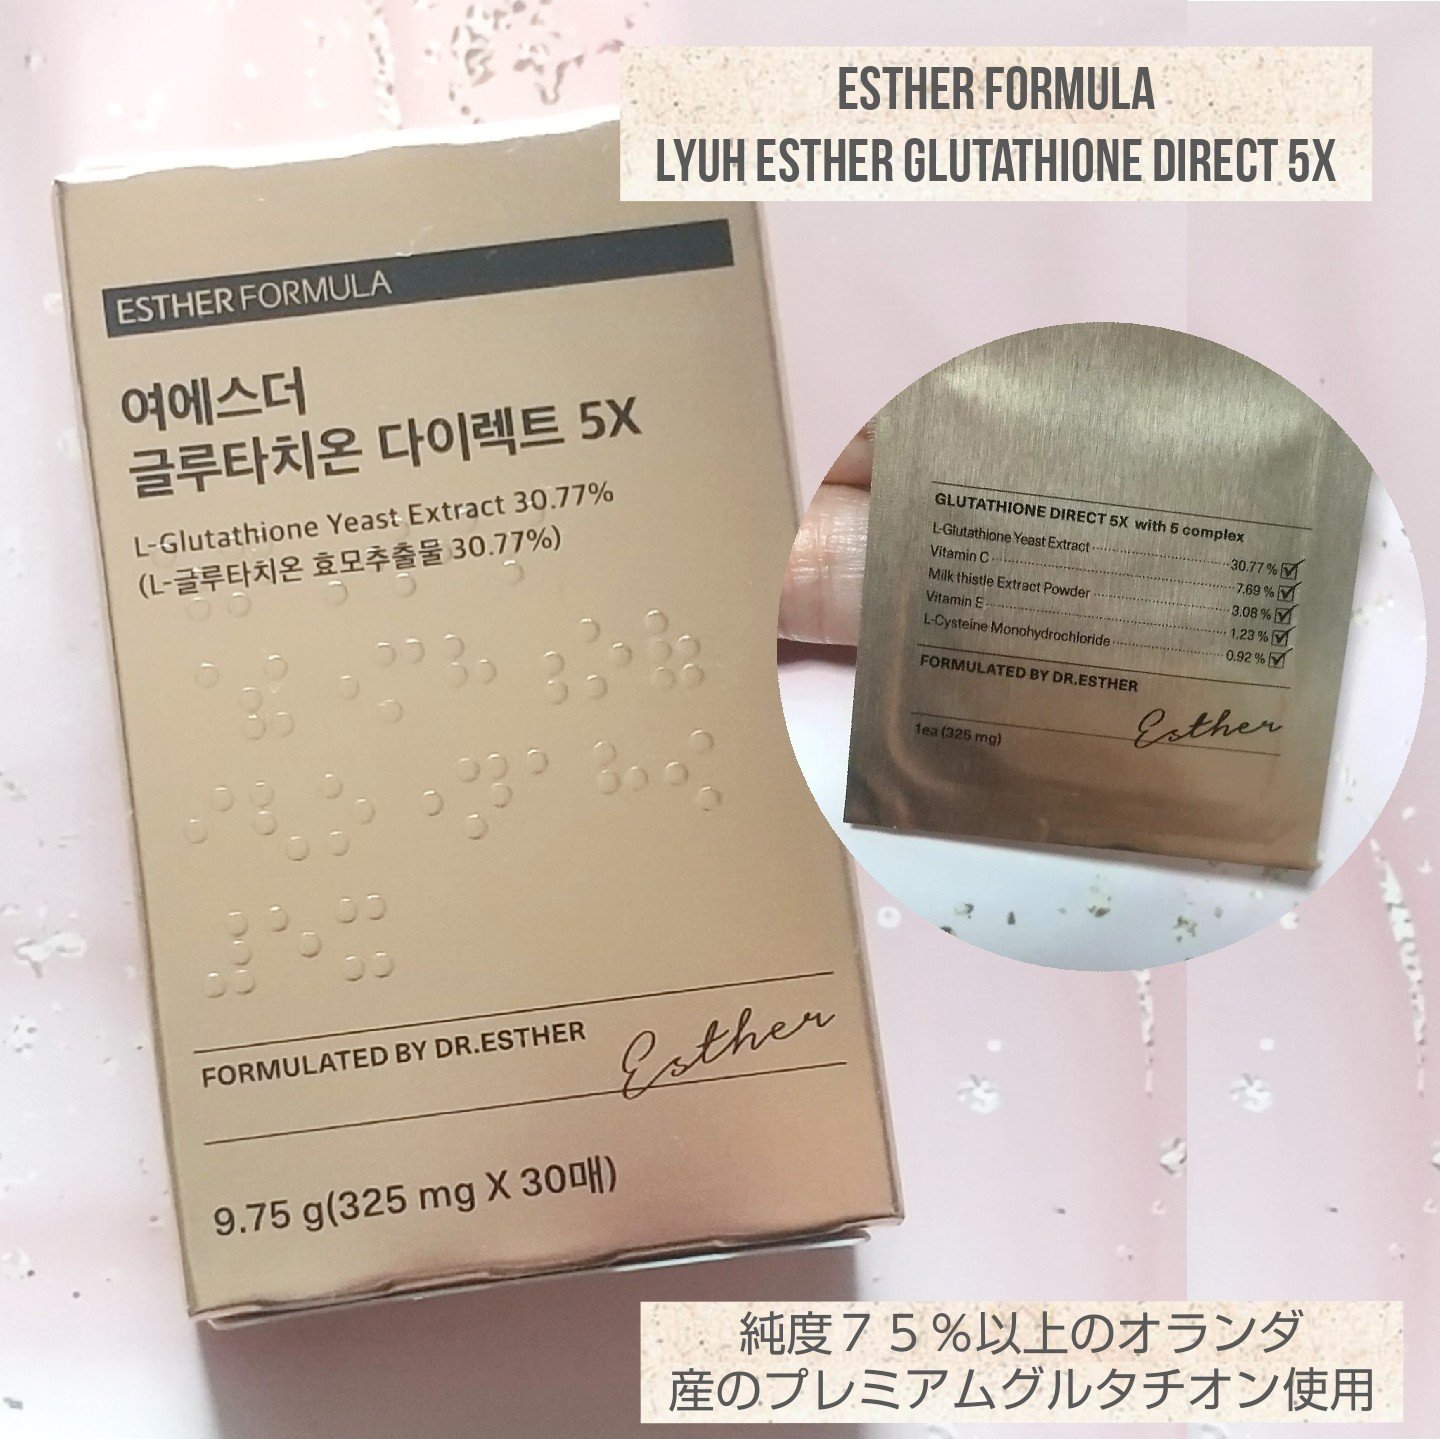 ESTHER FORMULA
LYUH ESTHER GLUTATHIONE DIRECT 5X
ESTHER FORMULA
여에스더
글루타치온 다이렉트 5X
L-Glutathione Yeast Extract 30.77%
(L-글루타치온 효모추출물 30.77%)
FORMULATED BY DR.ESTHER
Esther
9.75 g(325 mg X 30매)
GLUTATHIONE DIRECT 5X with 5 complex
L-Glutathione Yeast Extract 30.77 %
Vitamin C 7.69 %
Milk thistle Extract Powder 3.08 %
Vitamin E 1.23 %
L-Cysteine Monohydrochloride 0.92 %
FORMULATED BY DR.ESTHER
Esther
1ea (325 mg)
純度７５％以上のオランダ
産のプレミアムグルタチオン使用